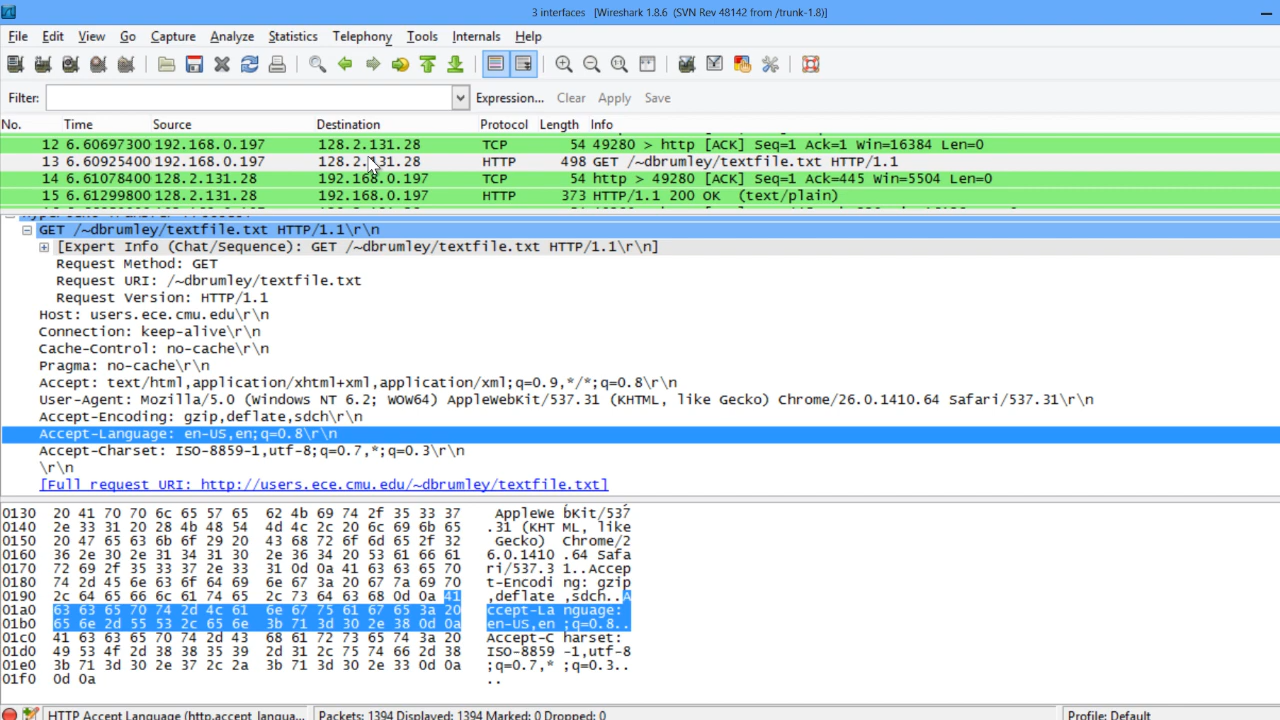 3 interfaces [Wireshark 1.8.6 (SVN Rev 48142 from /trunk-1.8)]
File Edit View Go Capture Analyze Statistics Telephony Tools Internals Help
Filter: Expression... Clear Apply Save
No. Time Source Destination Protocol Length Info
12 6.60697300 192.168.0.197 128.2.131.28 TCP 54 49280 > http [ACK] Seq=1 Ack=1 Win=16384 Len=0
13 6.60925400 192.168.0.197 128.2.131.28 HTTP 498 GET /~dbrumley/textfile.txt HTTP/1.1
14 6.61078400 128.2.131.28 192.168.0.197 TCP 54 http > 49280 [ACK] Seq=1 Ack=445 Win=5504 Len=0
15 6.61299800 128.2.131.28 192.168.0.197 HTTP 373 HTTP/1.1 200 OK (text/plain)
GET /~dbrumley/textfile.txt HTTP/1.1\r\n
[Expert Info (Chat/Sequence): GET /~dbrumley/textfile.txt HTTP/1.1\r\n]
Request Method: GET
Request URI: /~dbrumley/textfile.txt
Request Version: HTTP/1.1
Host: users.ece.cmu.edu\r\n
Connection: keep-alive\r\n
Cache-Control: no-cache\r\n
Pragma: no-cache\r\n
Accept: text/html,application/xhtml+xml,application/xml;q=0.9,*/*;q=0.8\r\n
User-Agent: Mozilla/5.0 (Windows NT 6.2; WOW64) AppleWebKit/537.31 (KHTML, like Gecko) Chrome/26.0.1410.64 Safari/537.31\r\n
Accept-Encoding: gzip,deflate,sdch\r\n
Accept-Language: en-US,en;q=0.8\r\n
Accept-Charset: ISO-8859-1,utf-8;q=0.7,*;q=0.3\r\n
\r\n
[Full request URI: http://users.ece.cmu.edu/~dbrumley/textfile.txt]
0130 20 41 70 70 6c 65 57 65 62 4b 69 74 2f 35 33 37 AppleWe bKit/537
0140 2e 33 31 20 28 4b 48 54 4d 4c 2c 20 6c 69 6b 65 .31 (KHT ML, like
0150 20 47 65 63 6b 6f 29 20 43 68 72 6f 6d 65 2f 32 Gecko) Chrome/2
0160 36 2e 30 2e 31 34 31 30 2e 36 34 20 53 61 66 61 6.0.1410 .64 Safa
0170 72 69 2f 35 33 37 2e 33 31 0d 0a 41 63 63 65 70 ri/537.3 1..Accep
0180 74 2d 45 6e 63 6f 64 69 6e 67 3a 20 67 7a 69 70 t-Encodi ng: gzip
0190 2c 64 65 66 6c 61 74 65 2c 73 64 63 68 0d 0a 41 ,deflate ,sdch..A
01a0 63 63 65 70 74 2d 4c 61 6e 67 75 61 67 65 3a 20 ccept-La nguage:
01b0 65 6e 2d 55 53 2c 65 6e 3b 71 3d 30 2e 38 0d 0a en-US,en ;q=0.8..
01c0 41 63 63 65 70 74 2d 43 68 61 72 73 65 74 3a 20 Accept-C harset:
01d0 49 53 4f 2d 38 38 35 39 2d 31 2c 75 74 66 2d 38 ISO-8859 -1,utf-8
01e0 3b 71 3d 30 2e 37 2c 2a 3b 71 3d 30 2e 33 0d 0a ;q=0.7,* ;q=0.3..
01f0 0d 0a ..
HTTP Accept Language (http.accept_langua... Packets: 1394 Displayed: 1394 Marked: 0 Dropped: 0 Profile: Default